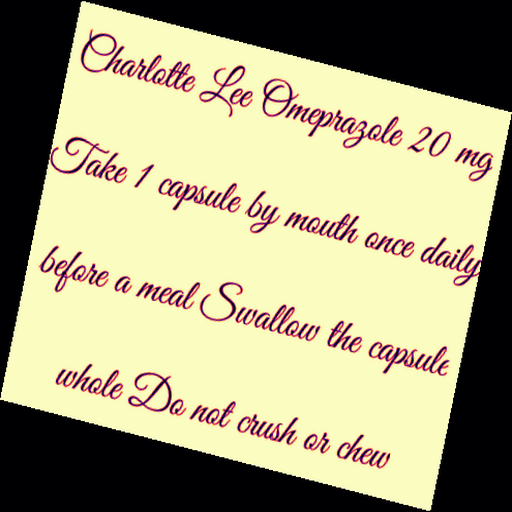 Charlotte Lee Omeprazole 20 mg
Take 1 capsule by mouth once daily
before a meal Swallow the capsule
whole Do not crush or chew